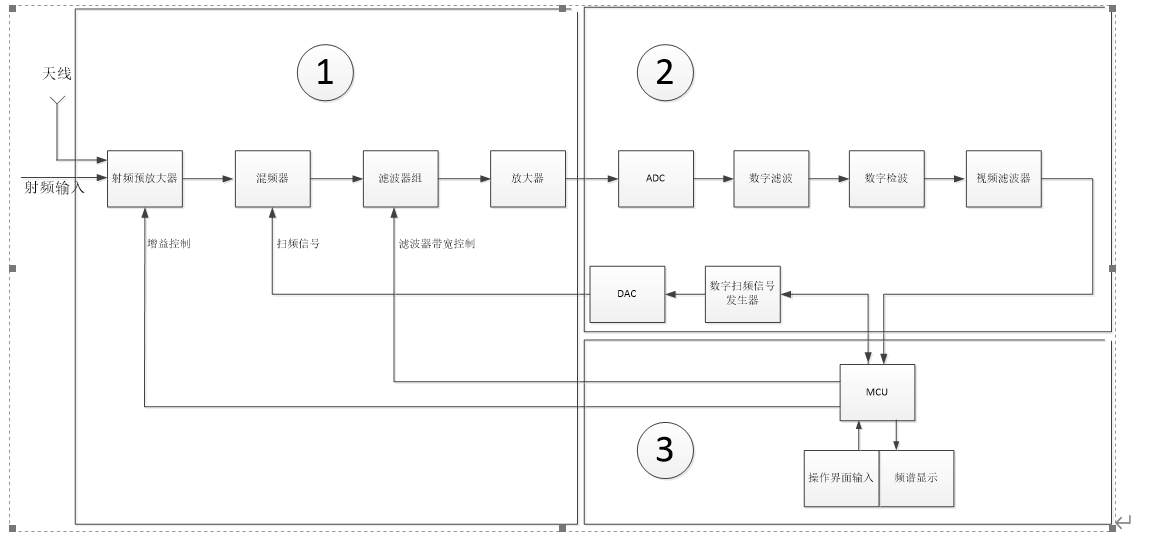 1
2
天线
射频输入
射频预放大器
混频器
滤波器组
放大器
ADC
数字滤波
数字检波
视频滤波器
增益控制
扫频信号
滤波器带宽控制
DAC
数字扫频信号
发生器
MCU
3
操作界面输入
频谱显示